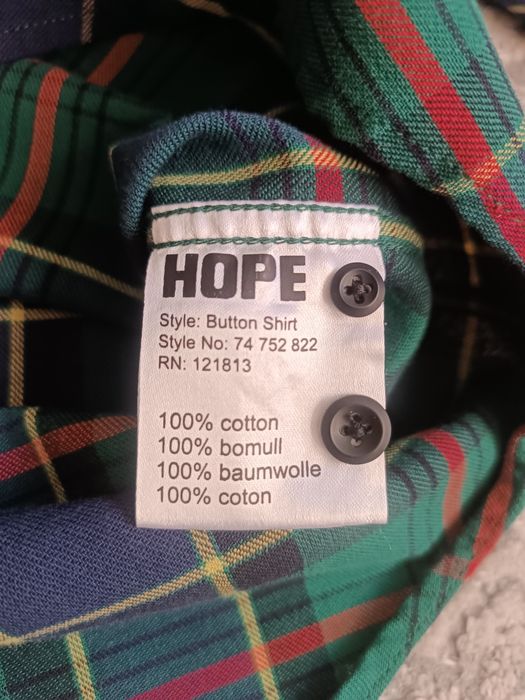 HOPE
Style: Button Shirt
Style No: 74 752 822
RN: 121813
100% cotton
100% bomull
100% baumwolle
100% coton